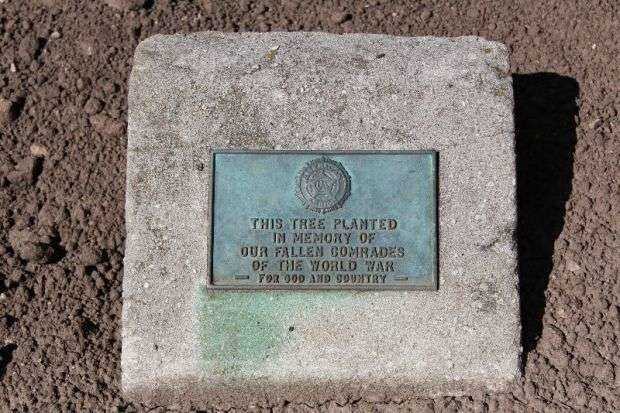 THIS TREE PLANTED
IN MEMORY OF
OUR FALLEN COMRADES
OF THE WORLD WAR
— FOR GOD AND COUNTRY —